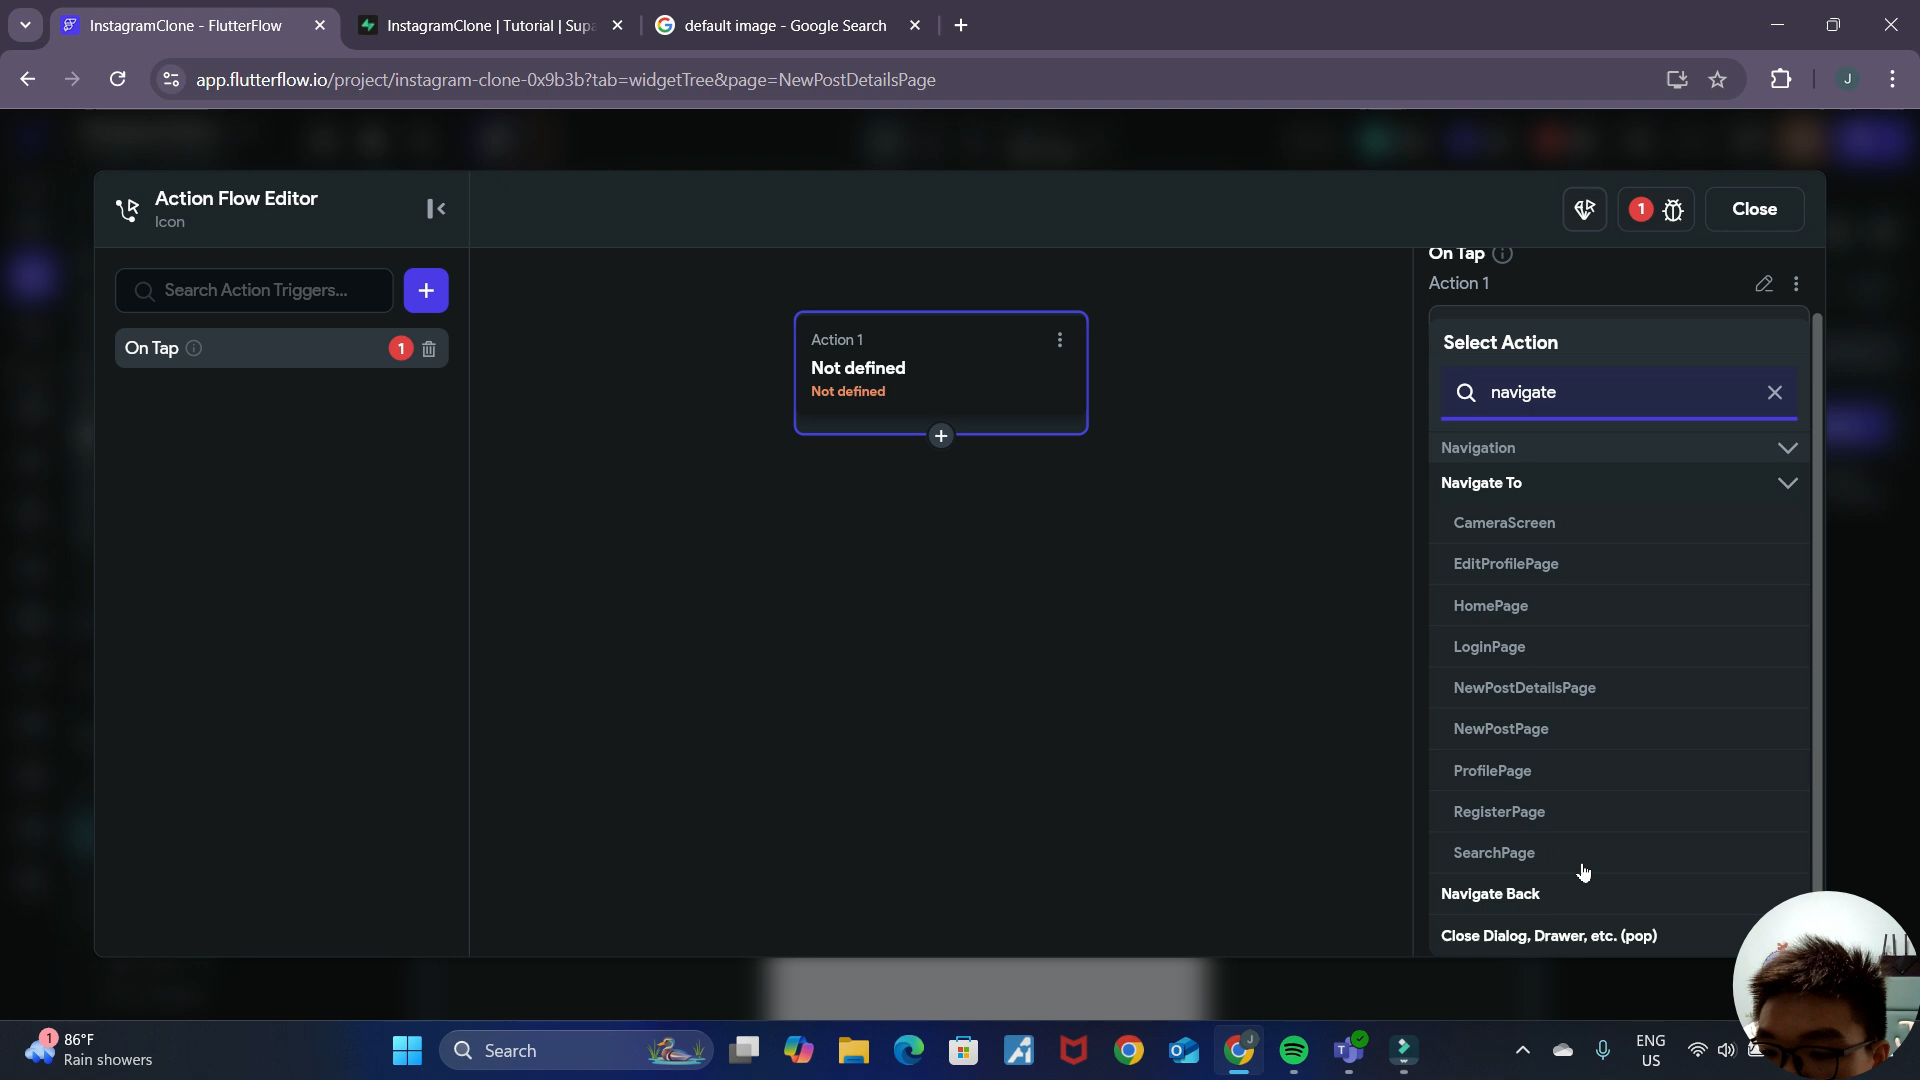 InstagramClone - FlutterFlow
InstagramClone | Tutorial | Supa
default image - Google Search
app.flutterflow.io/project/instagram-clone-0x9b3b?tab=widgetTree&page=NewPostDetailsPage
J
Action Flow Editor
Icon
1
Close
Search Action Triggers...
On Tap
1
Action 1
Not defined
Not defined
On Tap
Action 1
Select Action
navigate
Navigation
Navigate To
CameraScreen
EditProfilePage
HomePage
LoginPage
NewPostDetailsPage
NewPostPage
ProfilePage
RegisterPage
SearchPage
Navigate Back
Close Dialog, Drawer, etc. (pop)
1
86°F
Rain showers
Search
ENG
US